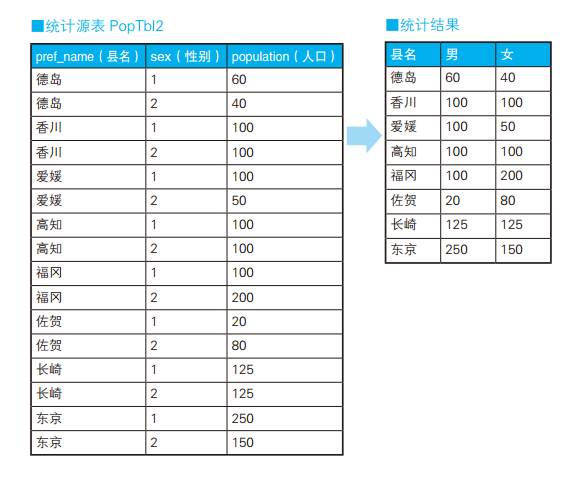 ■统计源表 PopTbl2
pref_name（县名） sex（性别） population（人口）
德岛 1 60
德岛 2 40
香川 1 100
香川 2 100
爱媛 1 100
爱媛 2 50
高知 1 100
高知 2 100
福冈 1 100
福冈 2 200
佐贺 1 20
佐贺 2 80
长崎 1 125
长崎 2 125
东京 1 250
东京 2 150
■统计结果
县名 男 女
德岛 60 40
香川 100 100
爱媛 100 50
高知 100 100
福冈 100 200
佐贺 20 80
长崎 125 125
东京 250 150